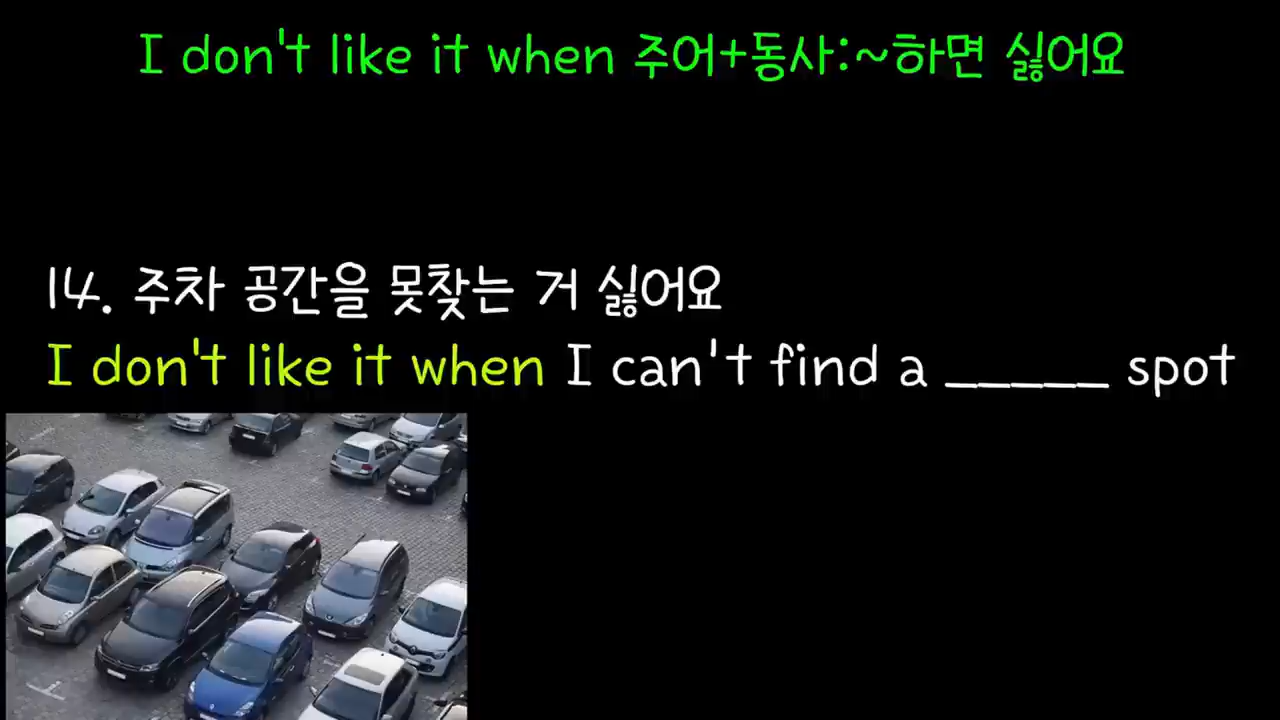 I don't like it when 주어+동사:~하면 싫어요
14. 주차 공간을 못찾는 거 싫어요
I don't like it when I can't find a _____ spot